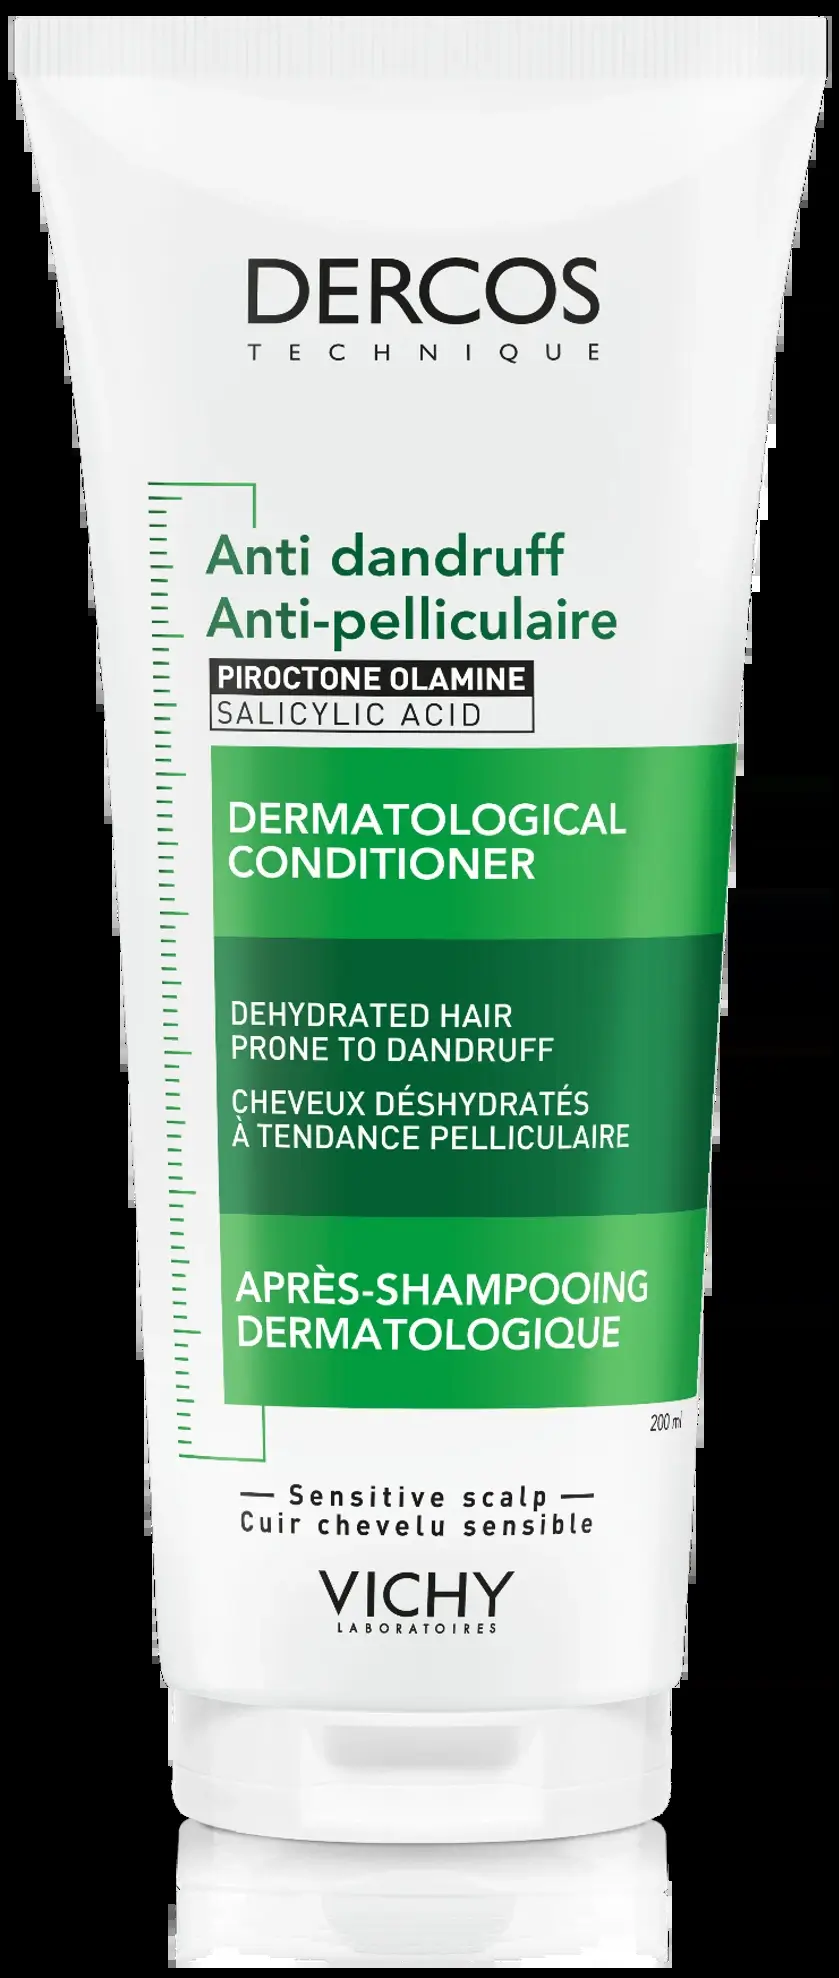 DERCOS
TECHNIQUE
Anti dandruff
Anti-pelliculaire
PIROCTONE OLAMINE
SALICYLIC ACID
DERMATOLOGICAL
CONDITIONER
DEHYDRATED HAIR
PRONE TO DANDRUFF
CHEVEUX DÉSHYDRATÉS
À TENDANCE PELLICULAIRE
APRÈS-SHAMPOOING
DERMATOLOGIQUE
200 ml
Sensitive scalp
Cuir chevelu sensible
VICHY
LABORATOIRES